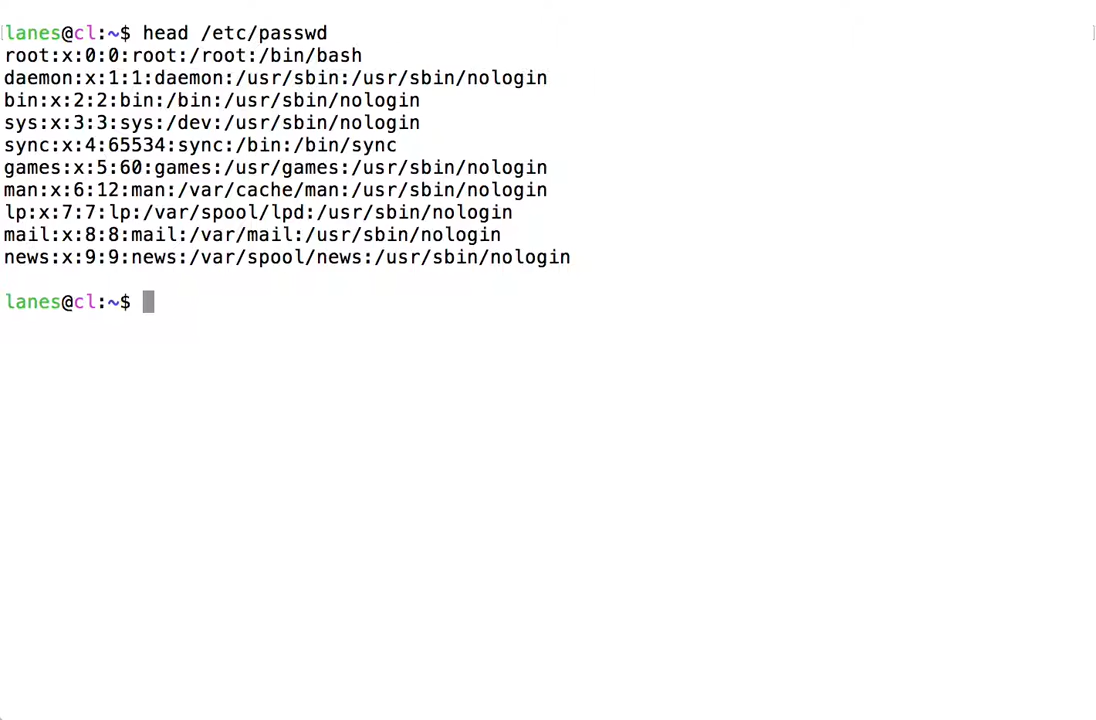 lanes@cl:~$ head /etc/passwd
root:x:0:0:root:/root:/bin/bash
daemon:x:1:1:daemon:/usr/sbin:/usr/sbin/nologin
bin:x:2:2:bin:/bin:/usr/sbin/nologin
sys:x:3:3:sys:/dev:/usr/sbin/nologin
sync:x:4:65534:sync:/bin:/bin/sync
games:x:5:60:games:/usr/games:/usr/sbin/nologin
man:x:6:12:man:/var/cache/man:/usr/sbin/nologin
lp:x:7:7:lp:/var/spool/lpd:/usr/sbin/nologin
mail:x:8:8:mail:/var/mail:/usr/sbin/nologin
news:x:9:9:news:/var/spool/news:/usr/sbin/nologin
lanes@cl:~$